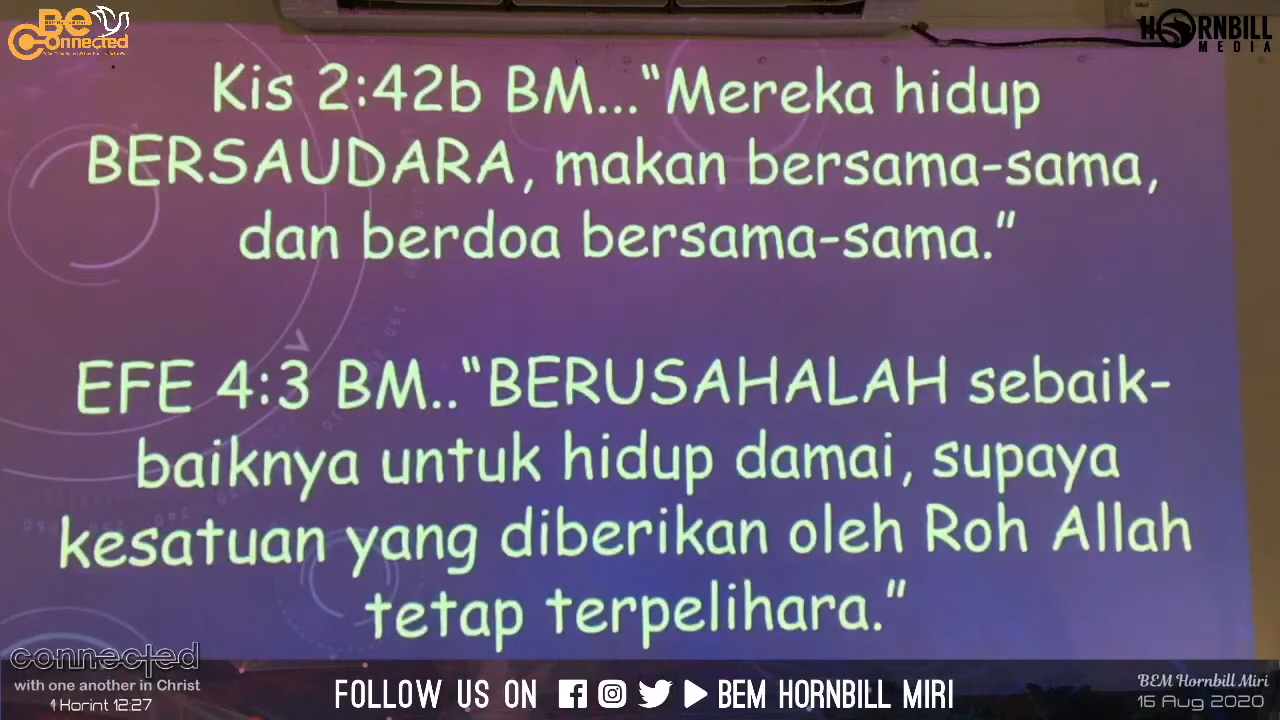 BE
Connected
HORNBILL
MEDIA
Kis 2:42b BM..."Mereka hidup
BERSAUDARA, makan bersama-sama,
dan berdoa bersama-sama."
EFE 4:3 BM.."BERUSAHALAH sebaik-
baiknya untuk hidup damai, supaya
kesatuan yang diberikan oleh Roh Allah
tetap terpelihara."
connected
with one another in Christ
1 Korint 12:27
FOLLOW US ON BEM HORNBILL MIRI
BEM Hornbill Miri
16 Aug 2020